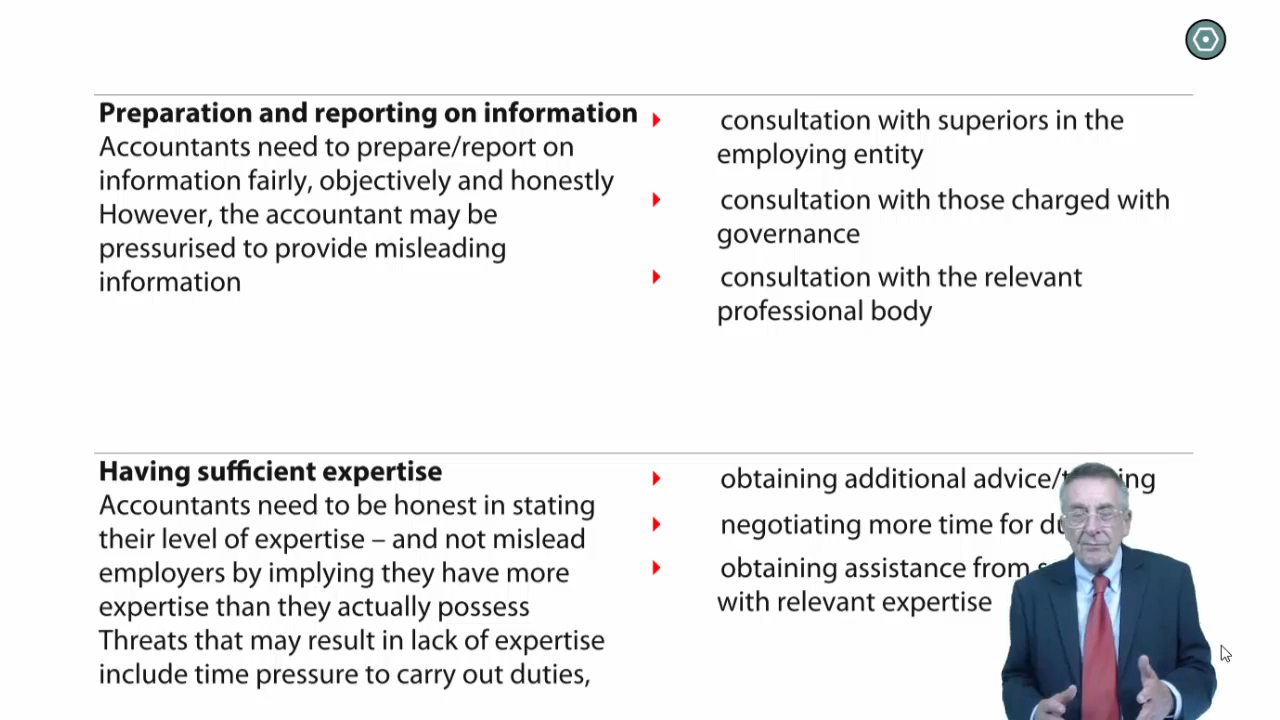 Preparation and reporting on information
Accountants need to prepare/report on
information fairly, objectively and honestly
However, the accountant may be
pressurised to provide misleading
information
consultation with superiors in the
employing entity
consultation with those charged with
governance
consultation with the relevant
professional body
Having sufficient expertise
Accountants need to be honest in stating
their level of expertise – and not mislead
employers by implying they have more
expertise than they actually possess
Threats that may result in lack of expertise
include time pressure to carry out duties,
obtaining additional advice/
negotiating more time for
obtaining assistance from
with relevant expertise